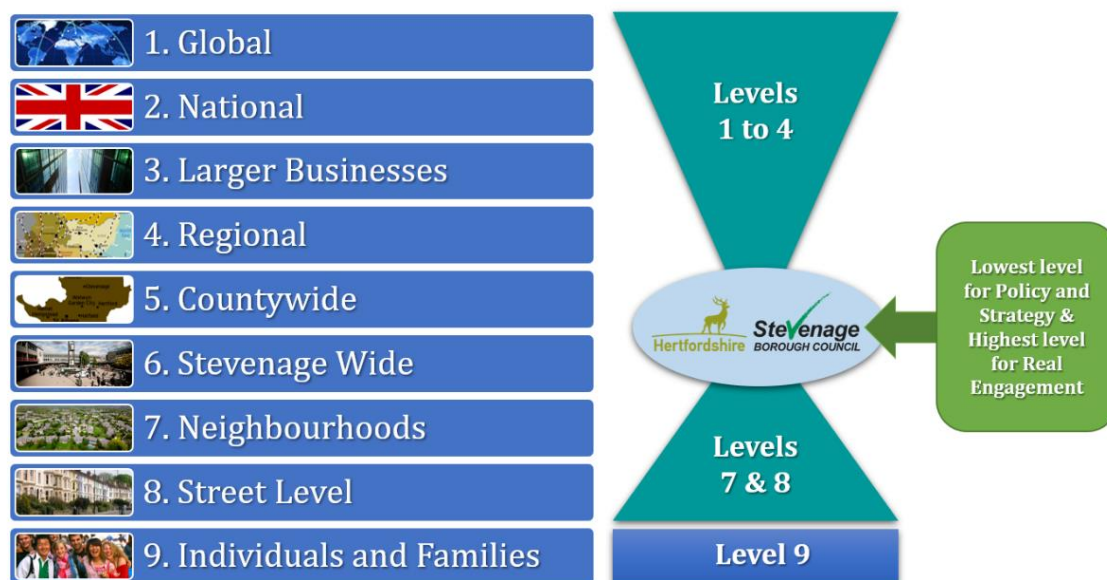 1. Global
2. National
3. Larger Businesses
4. Regional
5. Countywide
6. Stevenage Wide
7. Neighbourhoods
8. Street Level
9. Individuals and Families
Levels
1 to 4
Hertfordshire
Stevenage
BOROUGH COUNCIL
Levels
7 & 8
Level 9
Lowest level
for Policy and
Strategy &
Highest level
for Real
Engagement